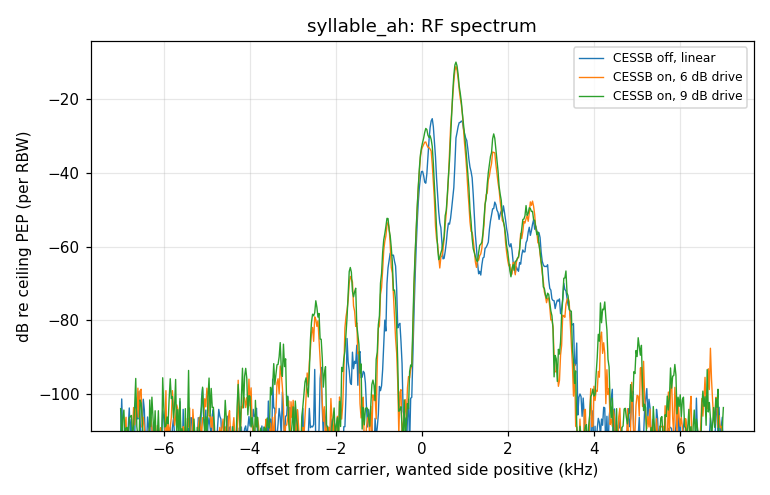 syllable_ah: RF spectrum
CESSB off, linear
CESSB on, 6 dB drive
CESSB on, 9 dB drive
dB re ceiling PEP (per RBW)
−20
−40
−60
−80
−100
−6
−4
−2
0
2
4
6
offset from carrier, wanted side positive (kHz)